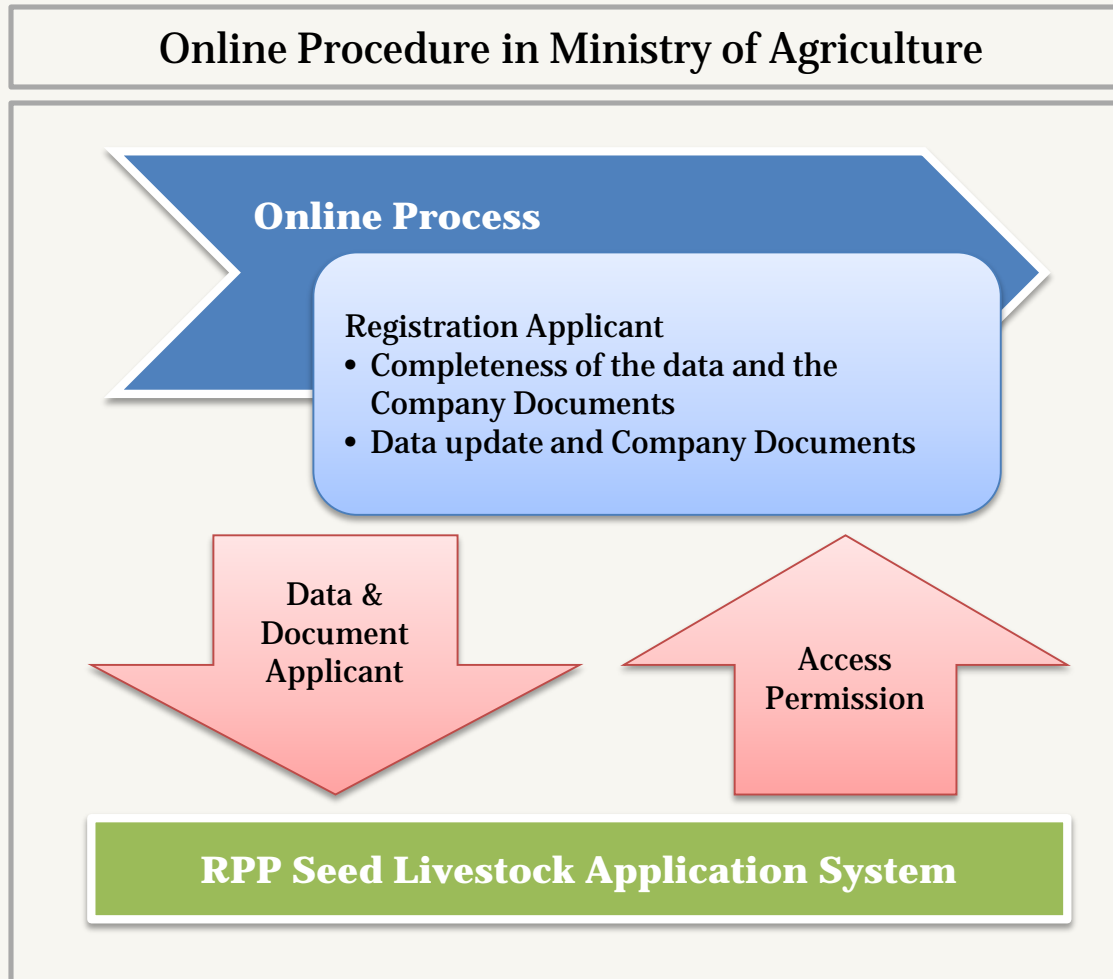 Online Procedure in Ministry of Agriculture
Online Process
Registration Applicant
• Completeness of the data and the
Company Documents
• Data update and Company Documents
Data &
Document
Applicant
Access
Permission
RPP Seed Livestock Application System